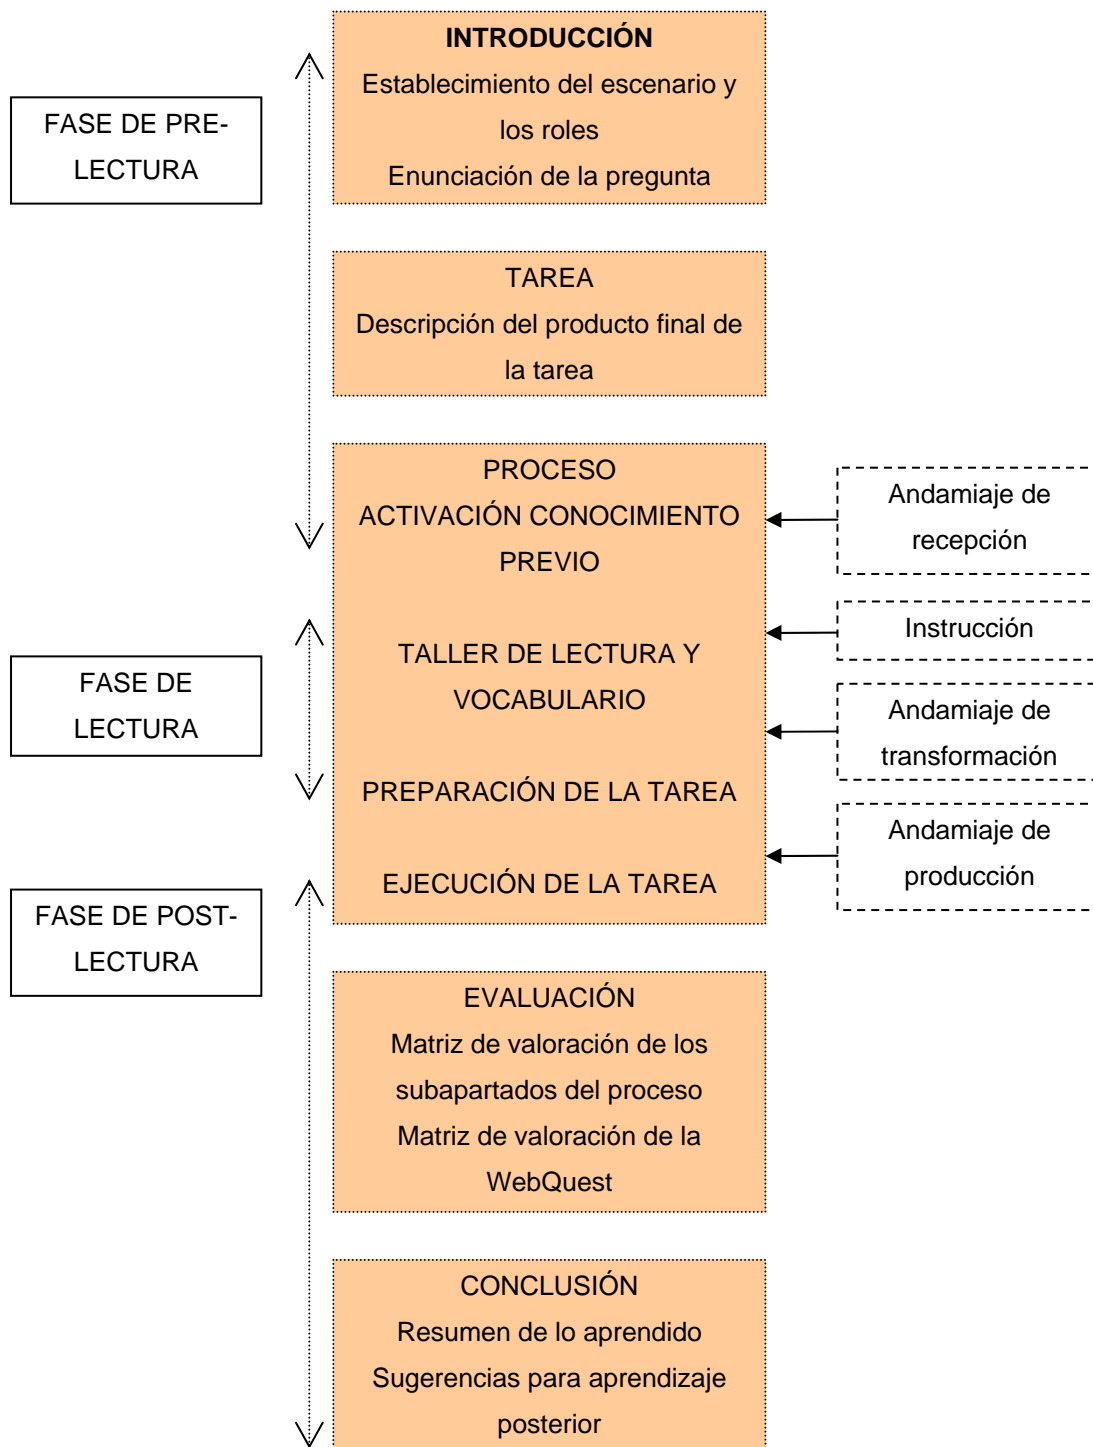 INTRODUCCIÓN
Establecimiento del escenario y
los roles
Enunciación de la pregunta
FASE DE PRE-
LECTURA
TAREA
Descripción del producto final de
la tarea
PROCESO
ACTIVACIÓN CONOCIMIENTO
PREVIO
Andamiaje de
recepción
Instrucción
TALLER DE LECTURA Y
VOCABULARIO
FASE DE
LECTURA
Andamiaje de
transformación
PREPARACIÓN DE LA TAREA
Andamiaje de
producción
EJECUCIÓN DE LA TAREA
FASE DE POST-
LECTURA
EVALUACIÓN
Matriz de valoración de los
subapartados del proceso
Matriz de valoración de la
WebQuest
CONCLUSIÓN
Resumen de lo aprendido
Sugerencias para aprendizaje
posterior